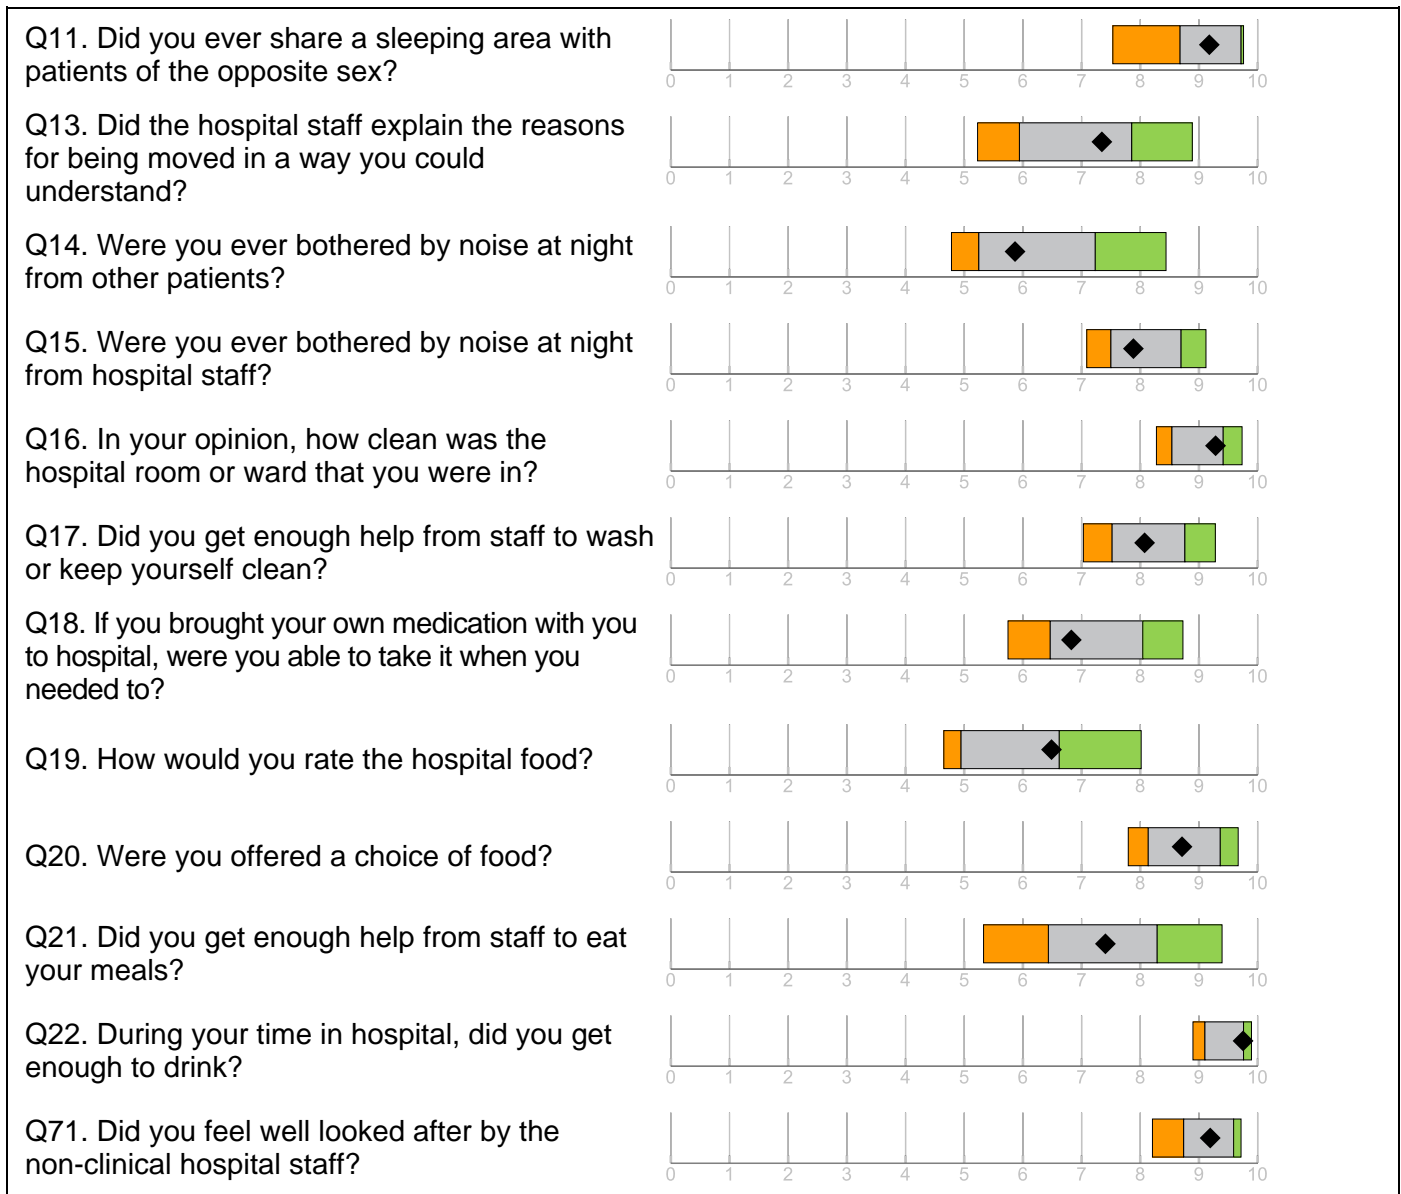 Q11. Did you ever share a sleeping area with
patients of the opposite sex?
0 1 2 3 4 5 6 7 8 9 10
Q13. Did the hospital staff explain the reasons
for being moved in a way you could
understand?
0 1 2 3 4 5 6 7 8 9 10
Q14. Were you ever bothered by noise at night
from other patients?
0 1 2 3 4 5 6 7 8 9 10
Q15. Were you ever bothered by noise at night
from hospital staff?
0 1 2 3 4 5 6 7 8 9 10
Q16. In your opinion, how clean was the
hospital room or ward that you were in?
0 1 2 3 4 5 6 7 8 9 10
Q17. Did you get enough help from staff to wash
or keep yourself clean?
0 1 2 3 4 5 6 7 8 9 10
Q18. If you brought your own medication with you
to hospital, were you able to take it when you
needed to?
0 1 2 3 4 5 6 7 8 9 10
Q19. How would you rate the hospital food?
0 1 2 3 4 5 6 7 8 9 10
Q20. Were you offered a choice of food?
0 1 2 3 4 5 6 7 8 9 10
Q21. Did you get enough help from staff to eat
your meals?
0 1 2 3 4 5 6 7 8 9 10
Q22. During your time in hospital, did you get
enough to drink?
0 1 2 3 4 5 6 7 8 9 10
Q71. Did you feel well looked after by the
non-clinical hospital staff?
0 1 2 3 4 5 6 7 8 9 10